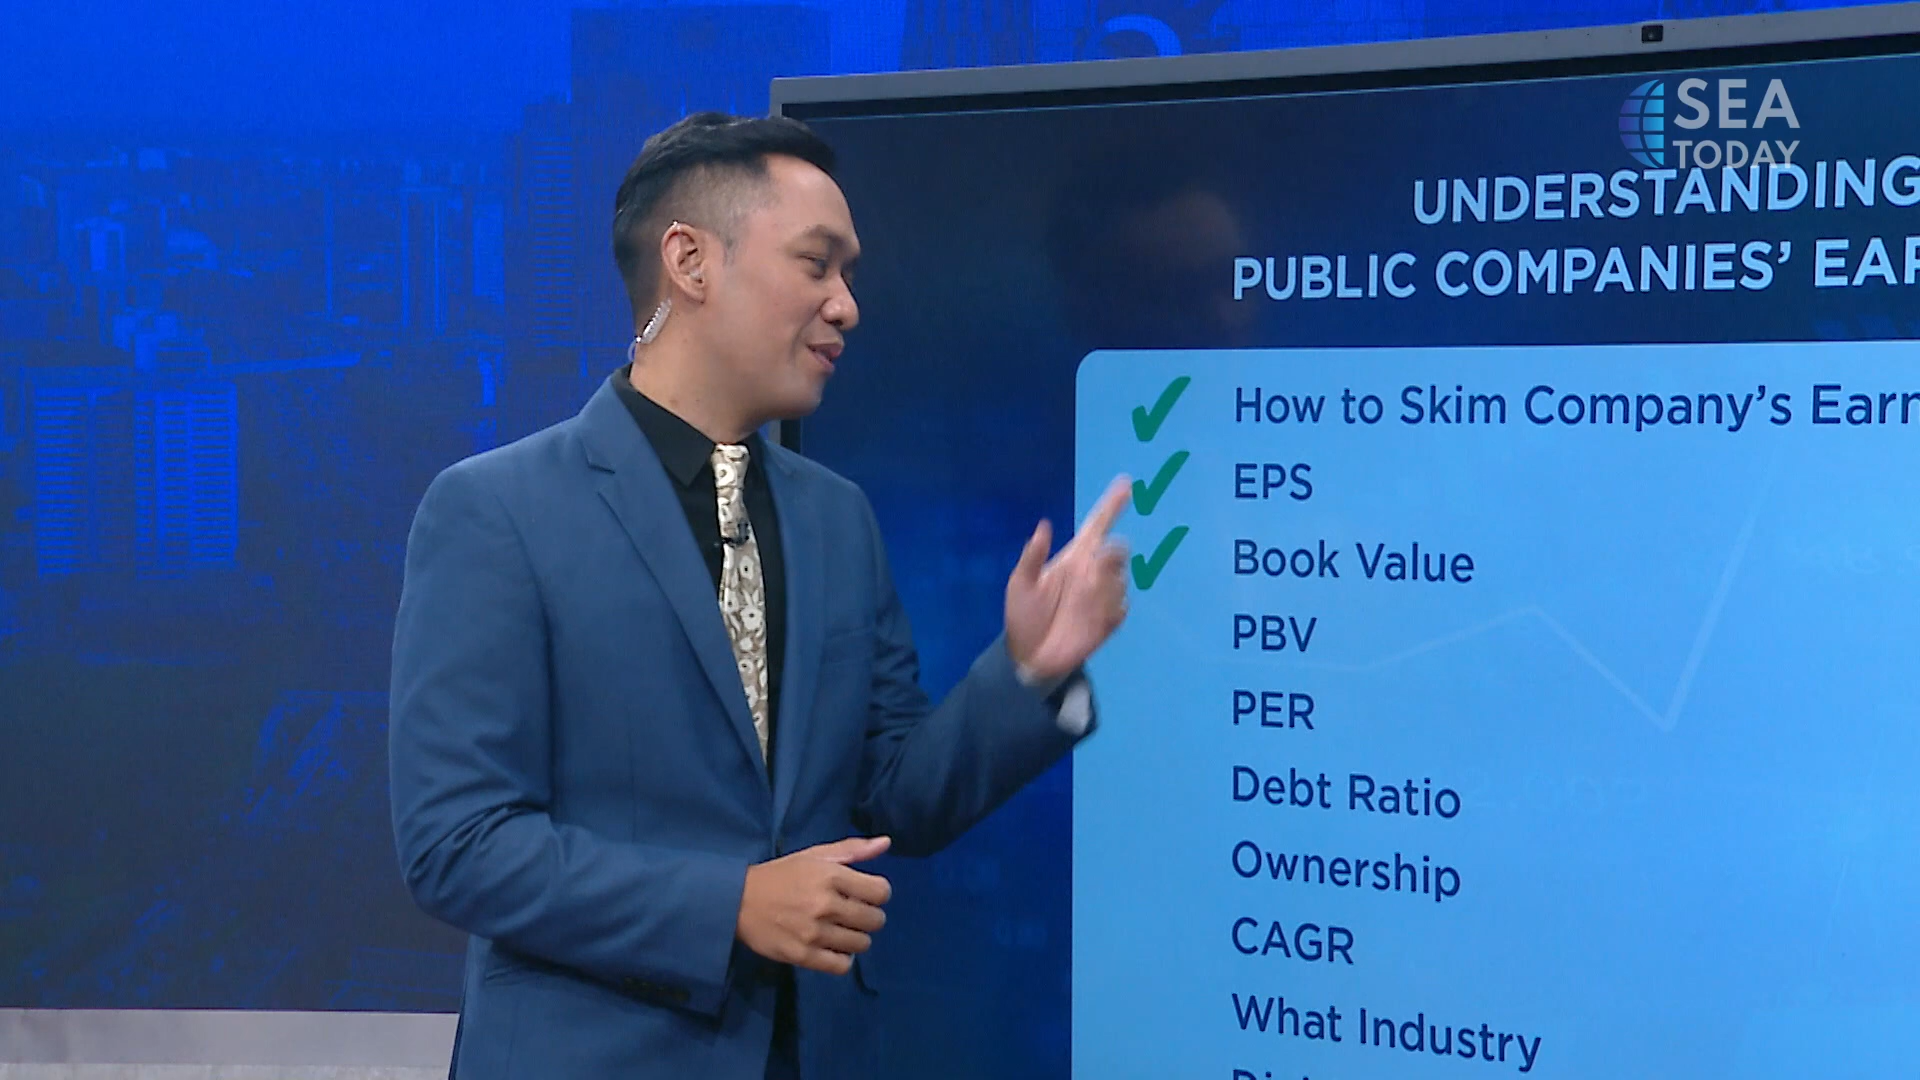 SEA
TODAY
UNDERSTANDING
PUBLIC COMPANIES' EAR
How to Skim Company's Earn
EPS
Book Value
PBV
PER
Debt Ratio
Ownership
CAGR
What Industry